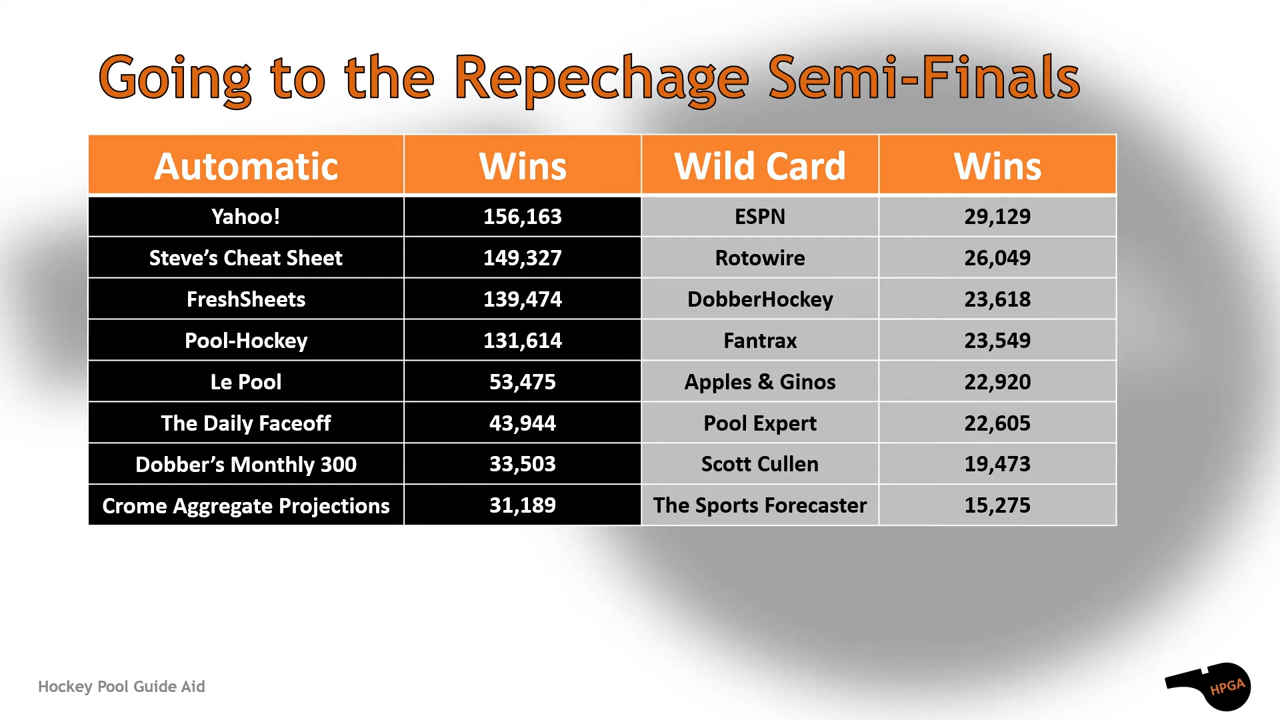 Going to the Repechage Semi-Finals
Automatic Wins Wild Card Wins
Yahoo! 156,163 ESPN 29,129
Steve’s Cheat Sheet 149,327 Rotowire 26,049
FreshSheets 139,474 DobberHockey 23,618
Pool-Hockey 131,614 Fantrax 23,549
Le Pool 53,475 Apples & Ginos 22,920
The Daily Faceoff 43,944 Pool Expert 22,605
Dobber’s Monthly 300 33,503 Scott Cullen 19,473
Crome Aggregate Projections 31,189 The Sports Forecaster 15,275
Hockey Pool Guide Aid
HPGA